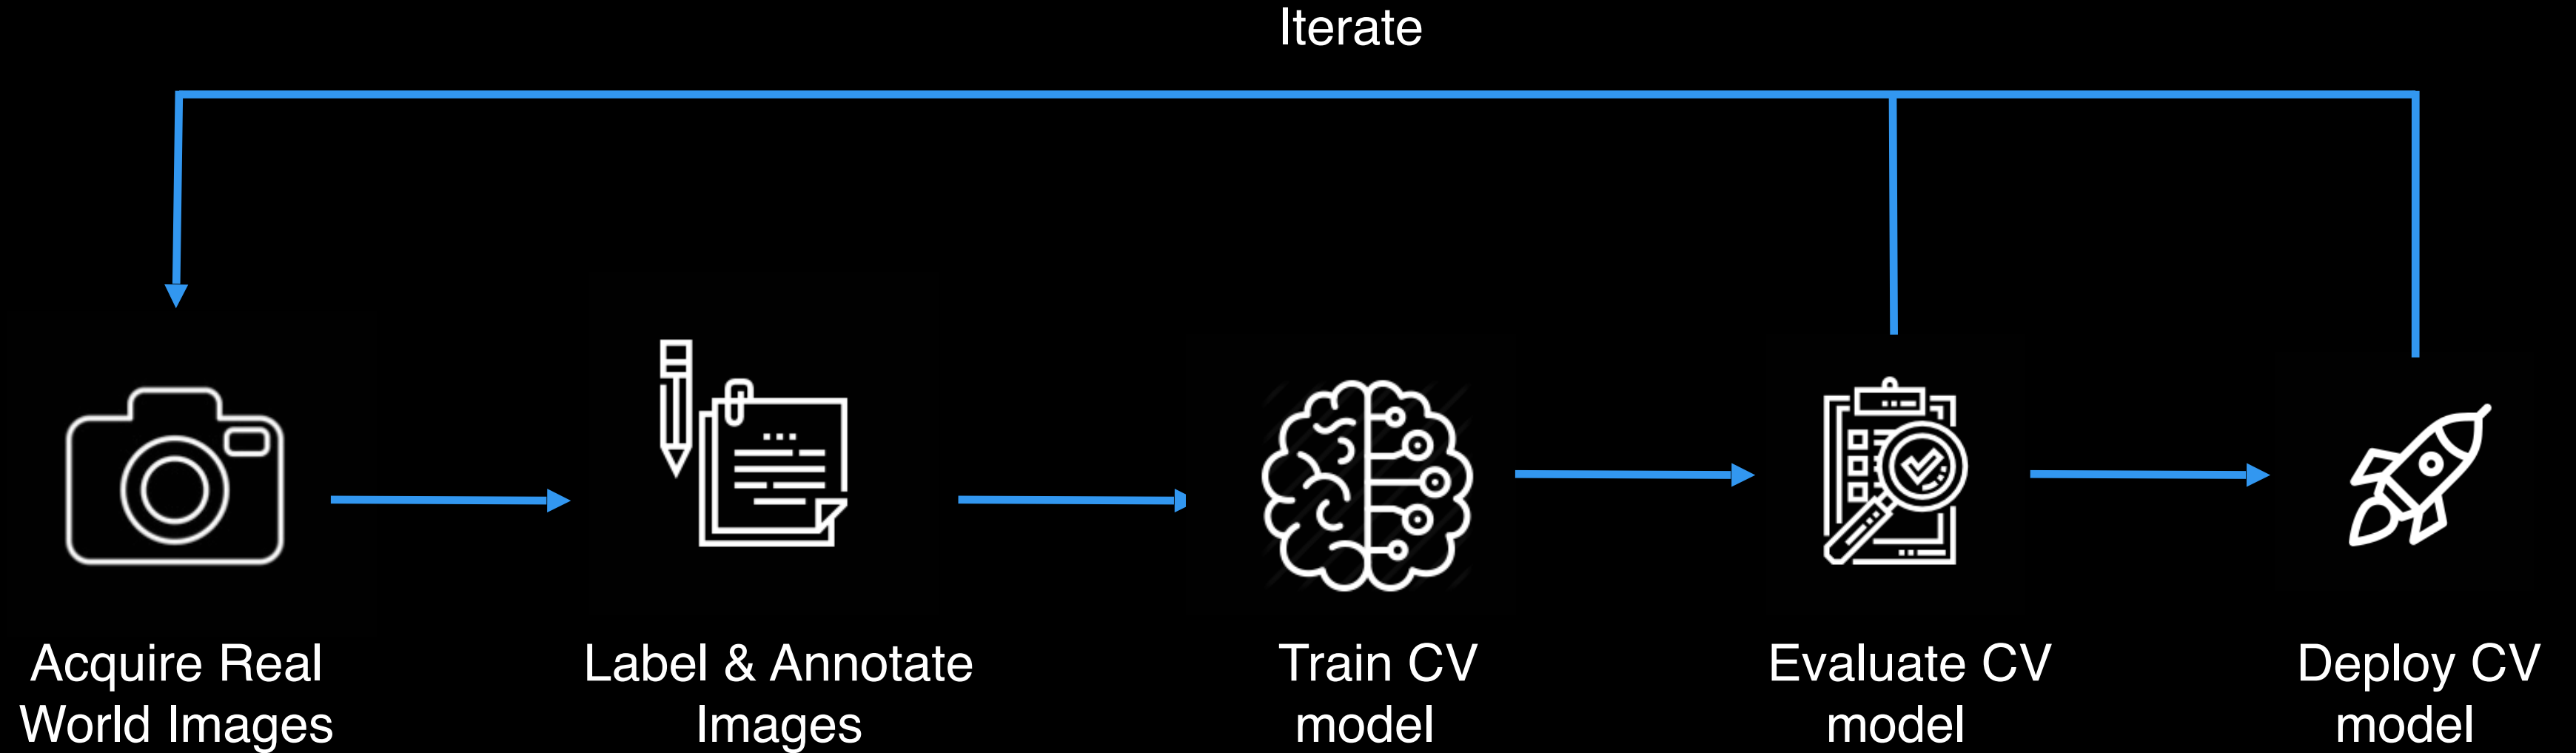 Iterate
Acquire Real
World Images
Label & Annotate
Images
Train CV
model
Evaluate CV
model
Deploy CV
model